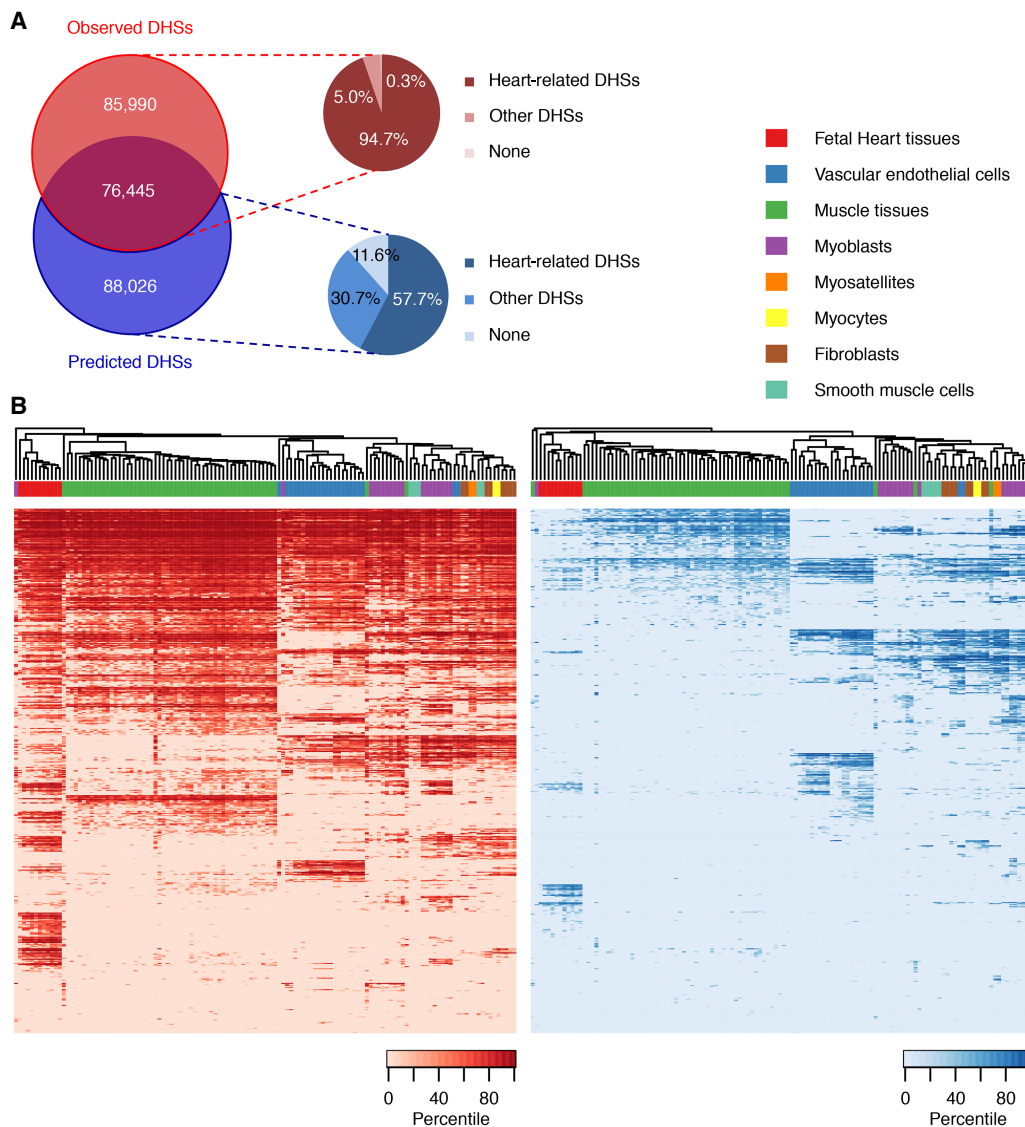 A
Observed DHSs
85,990
76,445
88,026
Predicted DHSs
0.3%
5.0%
94.7%
Heart-related DHSs
Other DHSs
None
11.6%
30.7%
57.7%
Heart-related DHSs
Other DHSs
None
Fetal Heart tissues
Vascular endothelial cells
Muscle tissues
Myoblasts
Myosatellites
Myocytes
Fibroblasts
Smooth muscle cells
B
0 40 80
Percentile
0 40 80
Percentile